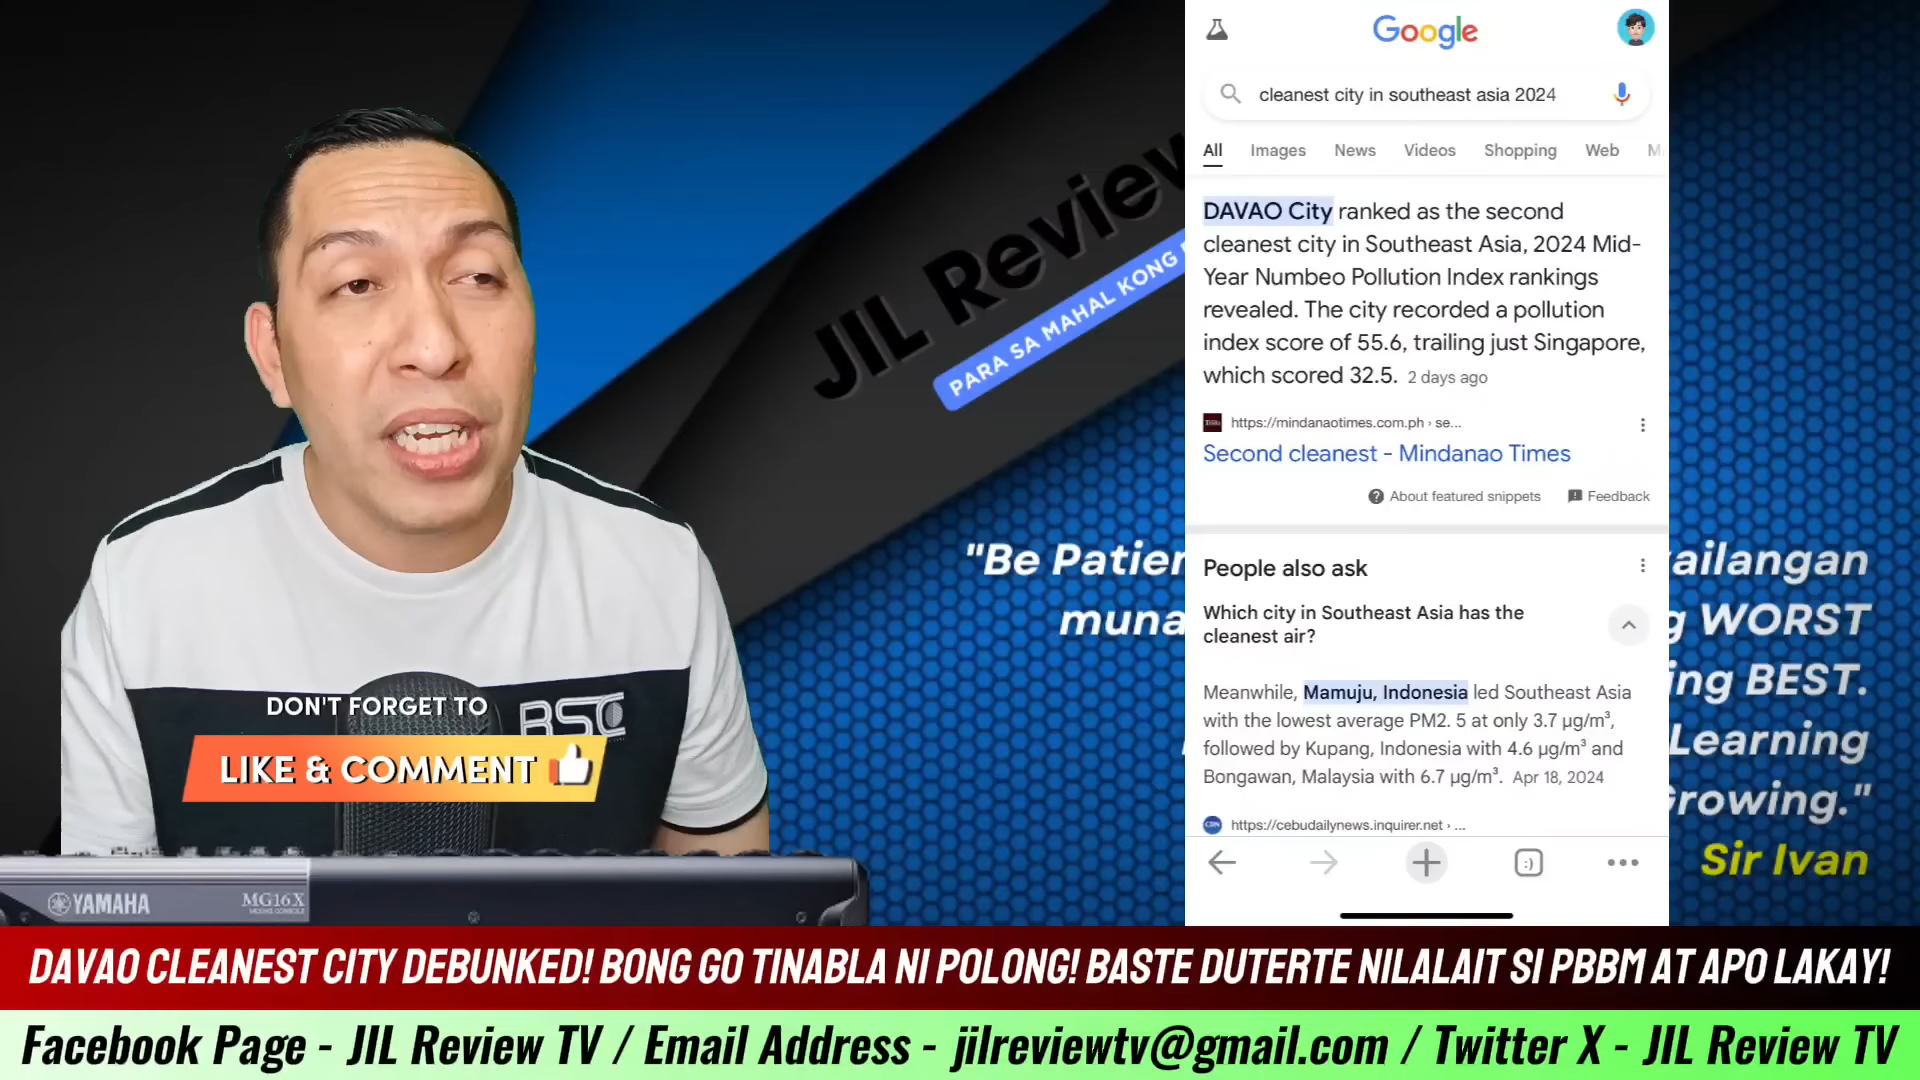 JIL Review
PARA SA MAHAL KONG
"Be Patien
muna
ailangan
g WORST
ing BEST.
Learning
Growing."
Sir Ivan
Google
cleanest city in southeast asia 2024
All Images News Videos Shopping Web
DAVAO City ranked as the second
cleanest city in Southeast Asia, 2024 Mid-
Year Numbeo Pollution Index rankings
revealed. The city recorded a pollution
index score of 55.6, trailing just Singapore,
which scored 32.5. 2 days ago
https://mindanaotimes.com.ph › se...
Second cleanest - Mindanao Times
About featured snippets Feedback
People also ask
Which city in Southeast Asia has the
cleanest air?
Meanwhile, Mamuju, Indonesia led Southeast Asia
with the lowest average PM2. 5 at only 3.7 µg/m³,
followed by Kupang, Indonesia with 4.6 µg/m³ and
Bongawan, Malaysia with 6.7 µg/m³. Apr 18, 2024
https://cebudailynews.inquirer.net › ...
:)
BSC
DON'T FORGET TO
LIKE & COMMENT
YAMAHA
MG16X
MIXING CONSOLE
DAVAO CLEANEST CITY DEBUNKED! BONG GO TINABLA NI POLONG! BASTE DUTERTE NILALAIT SI PBBM AT APO LAKAY!
Facebook Page - JIL Review TV / Email Address - jilreviewtv@gmail.com / Twitter X - JIL Review TV